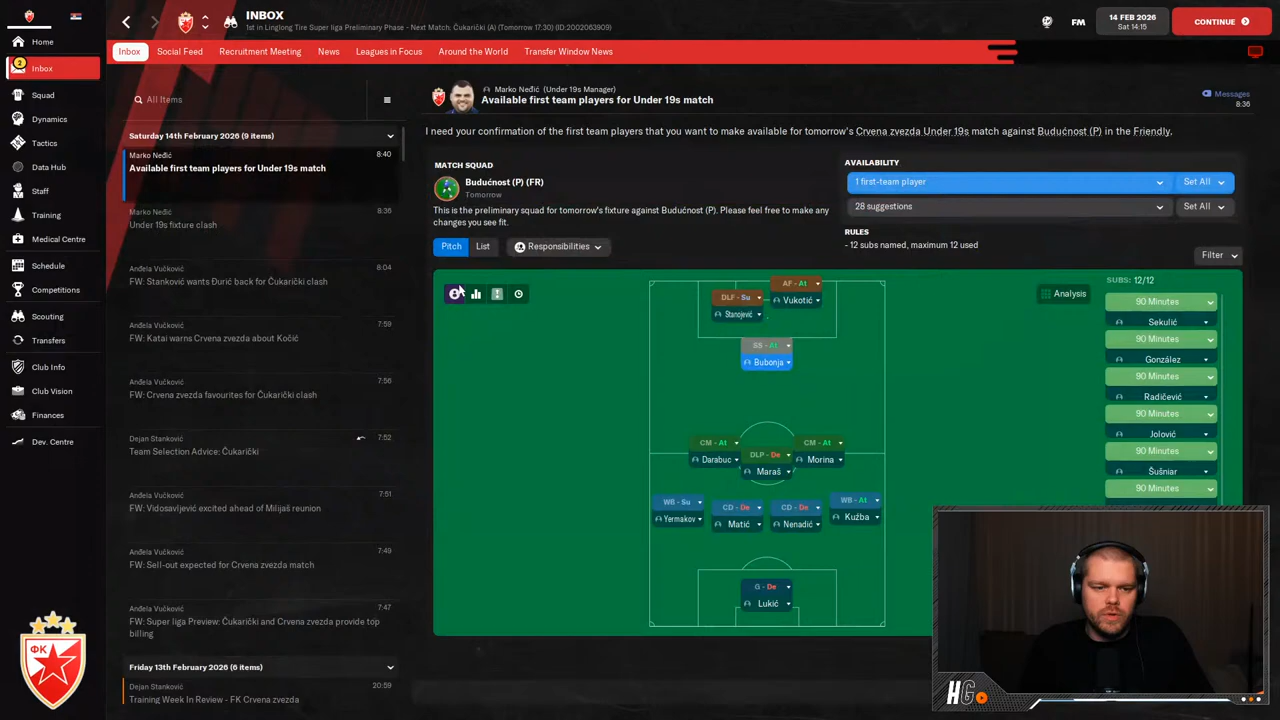 INBOX
1st in Linglong Tire Super liga Preliminary Phase - Next Match: Čukarički (A) (Tomorrow 17:30) (ID:2002063909)
FM
14 FEB 2026
Sat 14:15
CONTINUE
Home
2
Inbox
Squad
Dynamics
Tactics
Data Hub
Staff
Training
Medical Centre
Schedule
Competitions
Scouting
Transfers
Club Info
Club Vision
Finances
Dev. Centre
Inbox
Social Feed
Recruitment Meeting
News
Leagues in Focus
Around the World
Transfer Window News
All Items
Saturday 14th February 2026 (9 items)
Marko Neđić
8:40
Available first team players for Under 19s match
Marko Neđić
8:36
Under 19s fixture clash
Anđela Vučković
8:04
FW: Stanković wants Đurić back for Čukarički clash
Anđela Vučković
7:59
FW: Katai warns Crvena zvezda about Kočić
Anđela Vučković
7:56
FW: Crvena zvezda favourites for Čukarički clash
Dejan Stanković
7:52
Team Selection Advice: Čukarički
Anđela Vučković
7:51
FW: Vidosavljević excited ahead of Milijaš reunion
Anđela Vučković
7:49
FW: Sell-out expected for Crvena zvezda match
Anđela Vučković
7:47
FW: Super liga Preview: Čukarički and Crvena zvezda provide top
billing
Friday 13th February 2026 (6 items)
Dejan Stanković
20:59
Training Week In Review - FK Crvena zvezda
Marko Neđić (Under 19s Manager)
Available first team players for Under 19s match
Messages
8:36
I need your confirmation of the first team players that you want to make available for tomorrow's Crvena zvezda Under 19s match against Budućnost (P) in the Friendly.
MATCH SQUAD
Budućnost (P) (FR)
Tomorrow
This is the preliminary squad for tomorrow's fixture against Budućnost (P). Please feel free to make any
changes you see fit.
AVAILABILITY
1 first-team player
Set All
28 suggestions
Set All
RULES
- 12 subs named, maximum 12 used
Pitch
List
Responsibilities
Filter
Analysis
AF - At
Vukotić
DLF - Su
Stanojević
SS - At
Bubonja
CM - At
Darabuc
DLP - De
Maraš
CM - At
Morina
WB - Su
Yermakov
CD - De
Matić
CD - De
Nenadić
WB - At
Kužba
G - De
Lukić
SUBS: 12/12
90 Minutes
Sekulić
90 Minutes
González
90 Minutes
Radičević
90 Minutes
Jolović
90 Minutes
Šušniar
90 Minutes
ФК
HG